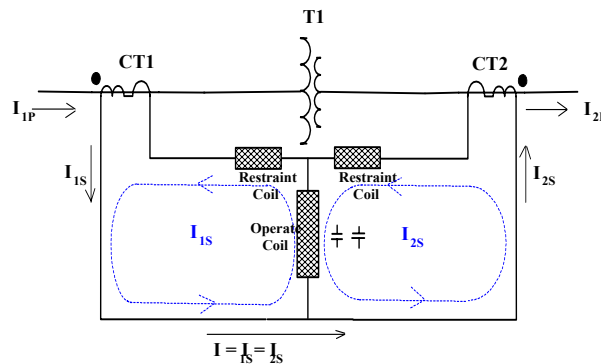 T1
CT1
CT2
I1P
I2P
I1S
Restraint
Coil
Restraint
Coil
I2S
Operate
Coil
I1S
I2S
I = I1S = I2S